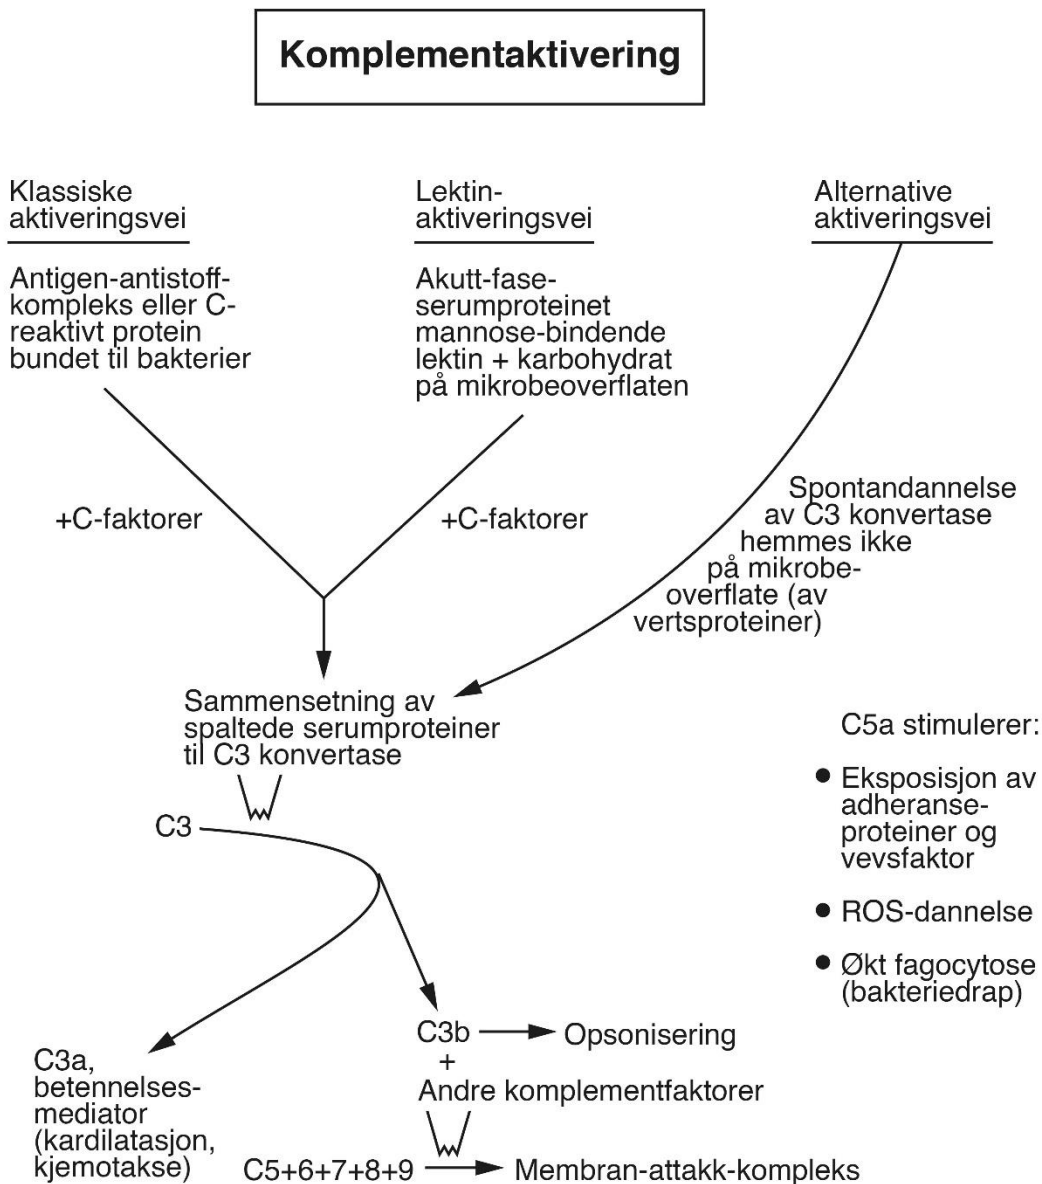 Komplementaktivering
Klassiske
aktiveringsvei
Antigen-antistoff-
kompleks eller C-
reaktivt protein
bundet til bakterier
Lektin-
aktiveringsvei
Akutt-fase-
serumproteinet
mannose-bindende
lektin + karbohydrat
på mikrobeoverflaten
Alternative
aktiveringsvei
+C-faktorer
+C-faktorer
Spontandannelse
av C3 konvertase
hemmes ikke
på mikrobe-
overflate (av
vertsproteiner)
Sammensetning av
spaltede serumproteiner
til C3 konvertase
C3
C3a,
betennelses-
mediator
(kardilatasjon,
kjemotakse)
C3b
Opsonisering
+
Andre komplementfaktorer
C5+6+7+8+9
Membran-attakk-kompleks
C5a stimulerer:
● Eksposisjon av
adheranse-
proteiner og
vevsfaktor
● ROS-dannelse
● Økt fagocytose
(bakteriedrap)